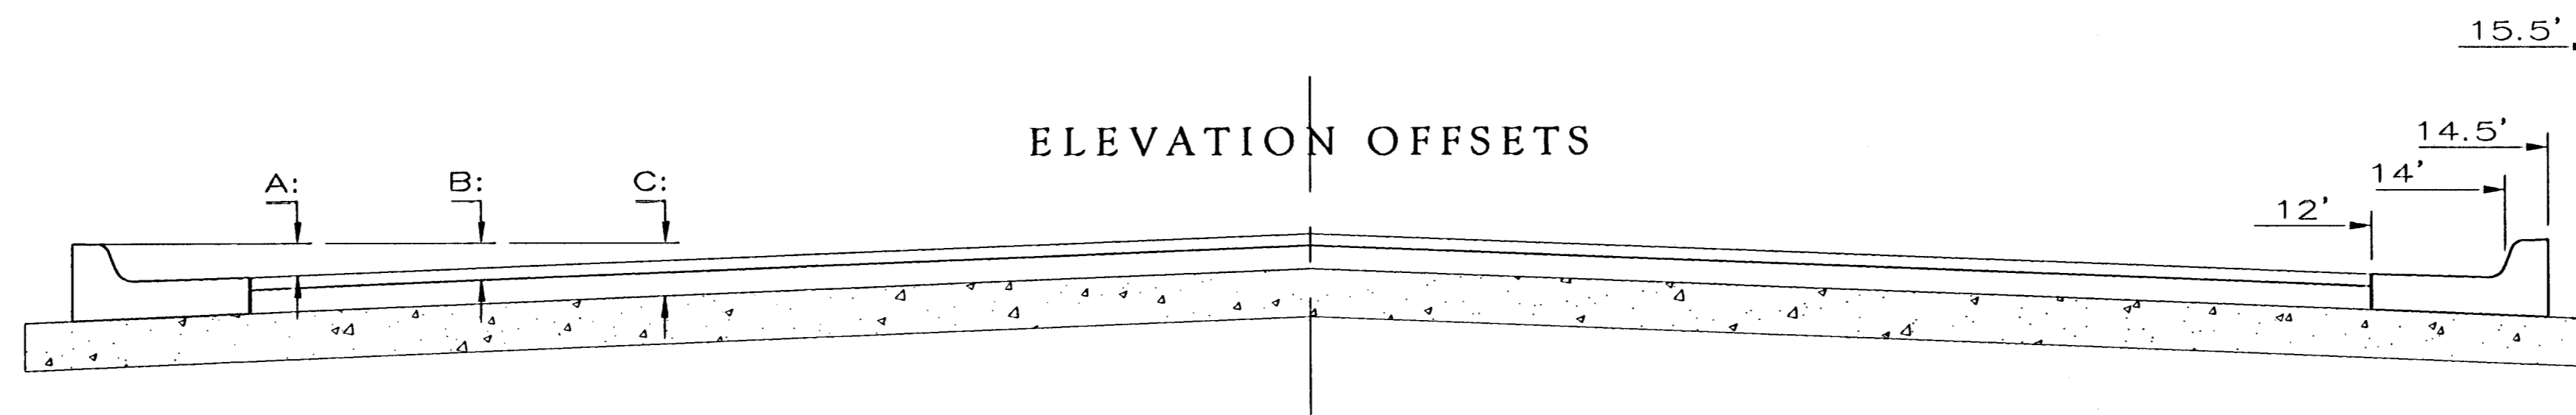 15.5'
ELEVATION OFFSETS
14.5'
A:
B:
C:
14'
12'